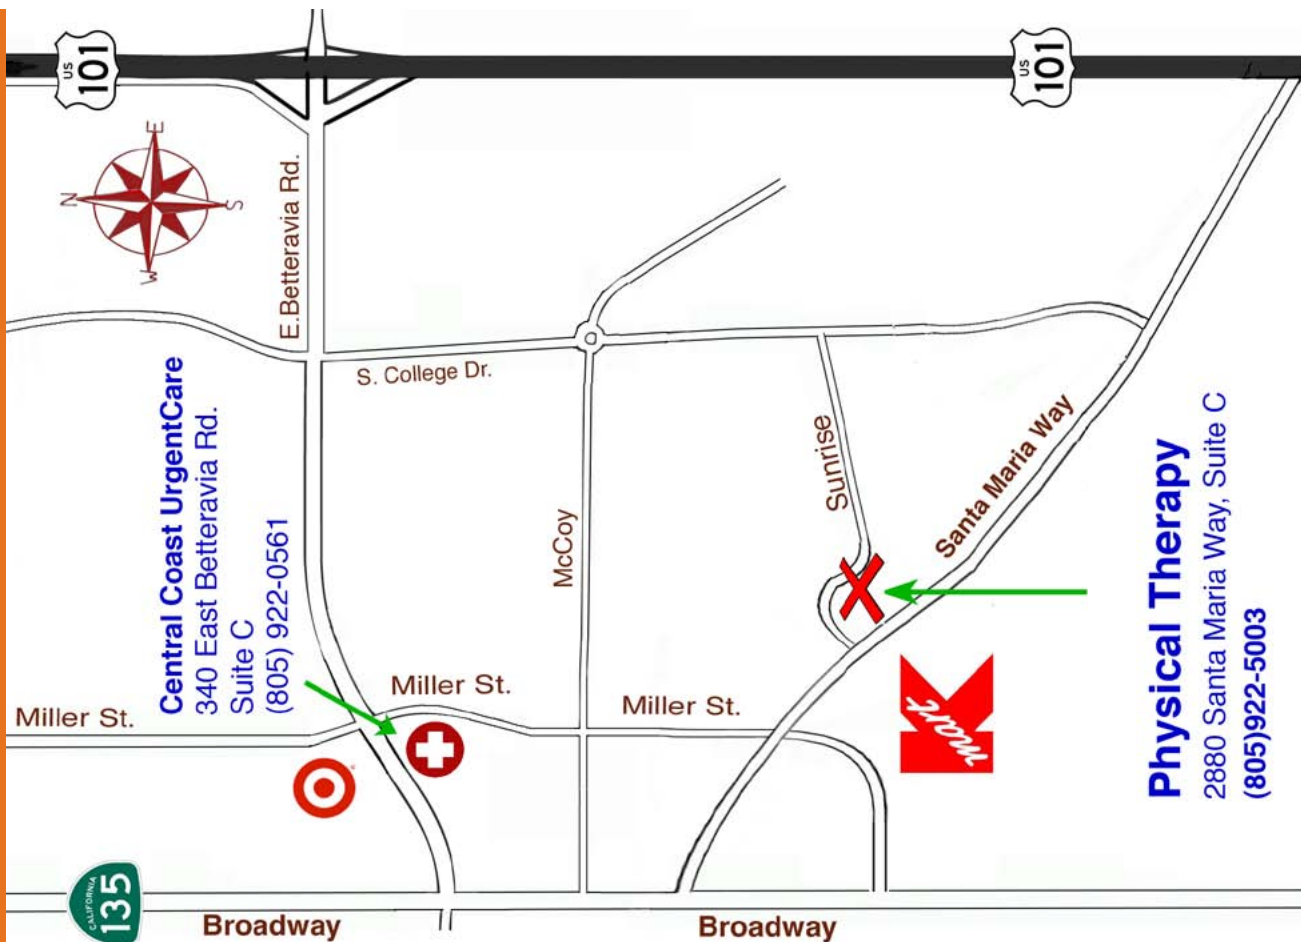 US
101
US
101
E
N
S
W
E.Betteravia Rd.
S. College Dr.
Central Coast UrgentCare
340 East Betteravia Rd.
Suite C
(805) 922-0561
McCoy
Sunrise
Santa Maria Way
Physical Therapy
2880 Santa Maria Way, Suite C
(805)922-5003
Miller St.
Miller St.
Miller St.
K
mart
CALIFORNIA
135
Broadway
Broadway